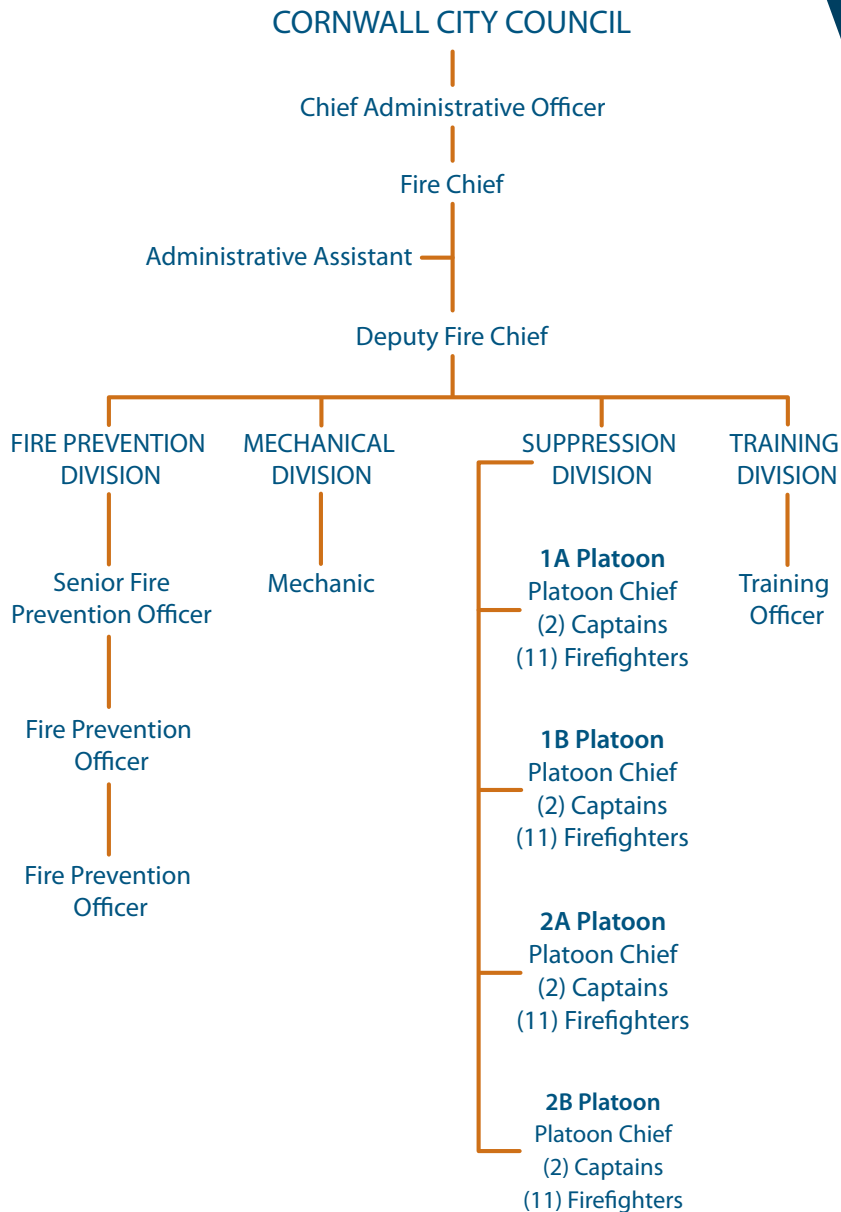 CORNWALL CITY COUNCIL
Chief Administrative Officer
Fire Chief
Administrative Assistant
Deputy Fire Chief
FIRE PREVENTION
DIVISION
Senior Fire
Prevention Officer
Fire Prevention
Officer
Fire Prevention
Officer
MECHANICAL
DIVISION
Mechanic
SUPPRESSION
DIVISION
1A Platoon
Platoon Chief
(2) Captains
(11) Firefighters
1B Platoon
Platoon Chief
(2) Captains
(11) Firefighters
2A Platoon
Platoon Chief
(2) Captains
(11) Firefighters
2B Platoon
Platoon Chief
(2) Captains
(11) Firefighters
TRAINING
DIVISION
Training
Officer